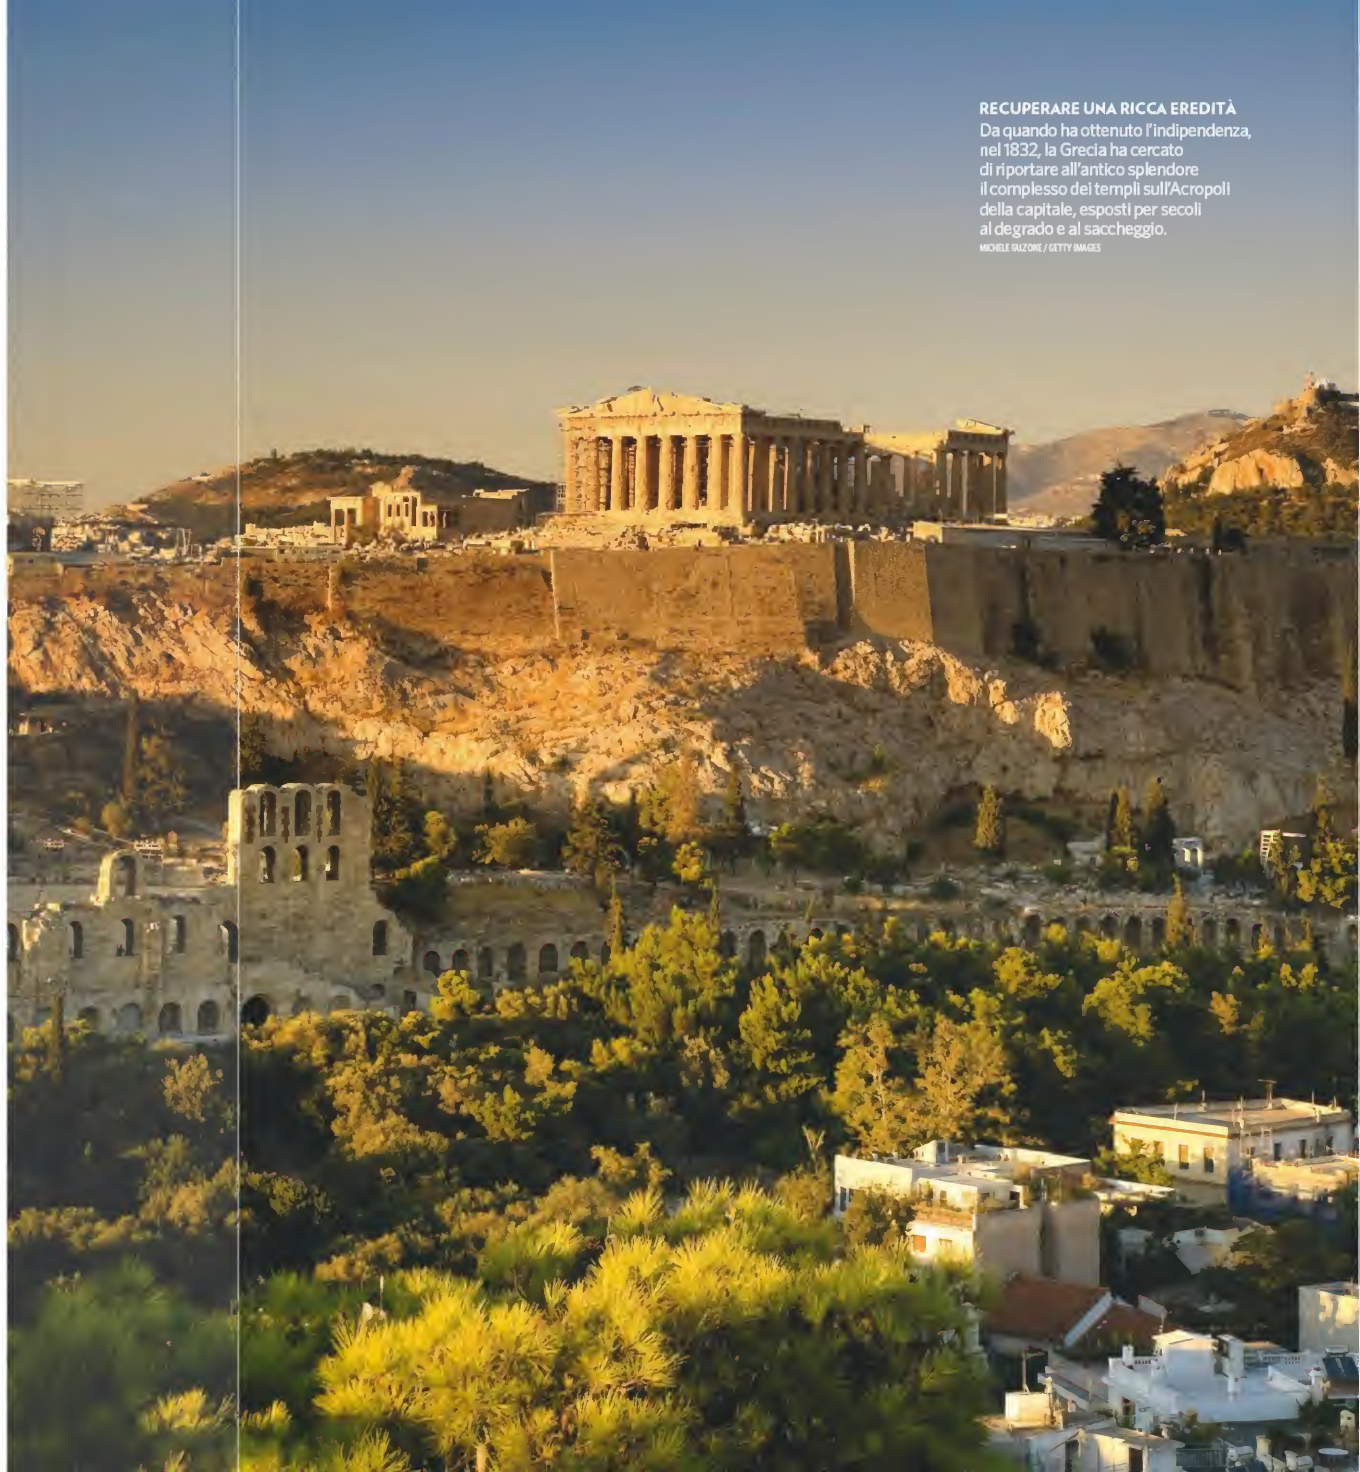 RECUPERARE UNA RICCA EREDITÀ
Da quando ha ottenuto l'indipendenza,
nel 1832, la Grecia ha cercato
di riportare all'antico splendore
il complesso dei templi sull'Acropoli
della capitale, esposti per secoli
al degrado e al saccheggio.
MICHELE FALZONE / GETTY IMAGES